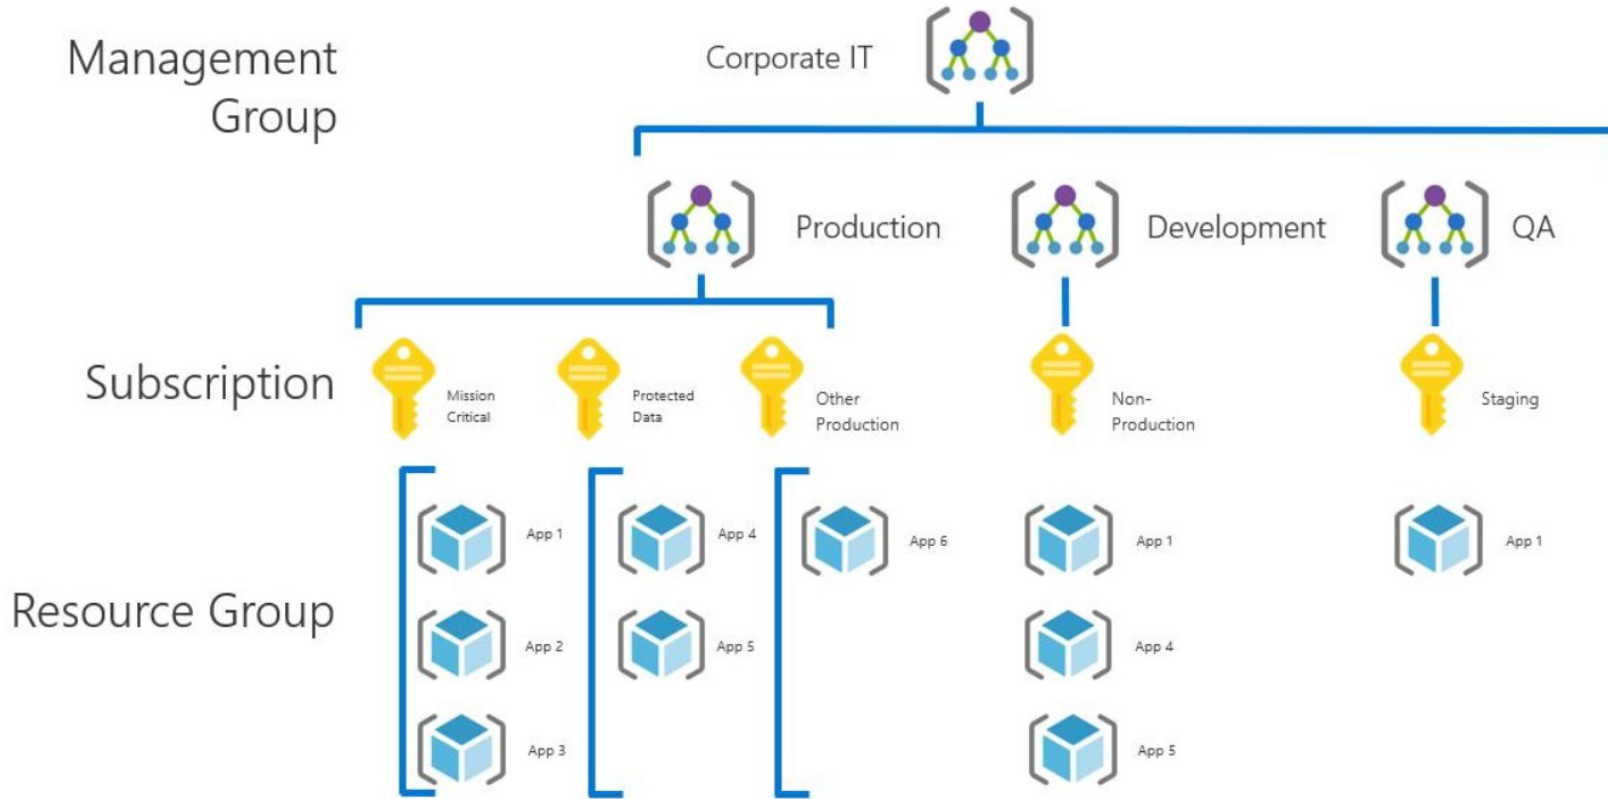 Management
Group
Corporate IT
Production
Development
QA
Subscription
Mission
Critical
Protected
Data
Other
Production
Non-
Production
Staging
Resource Group
App 1
App 4
App 6
App 1
App 1
App 2
App 5
App 4
App 3
App 5